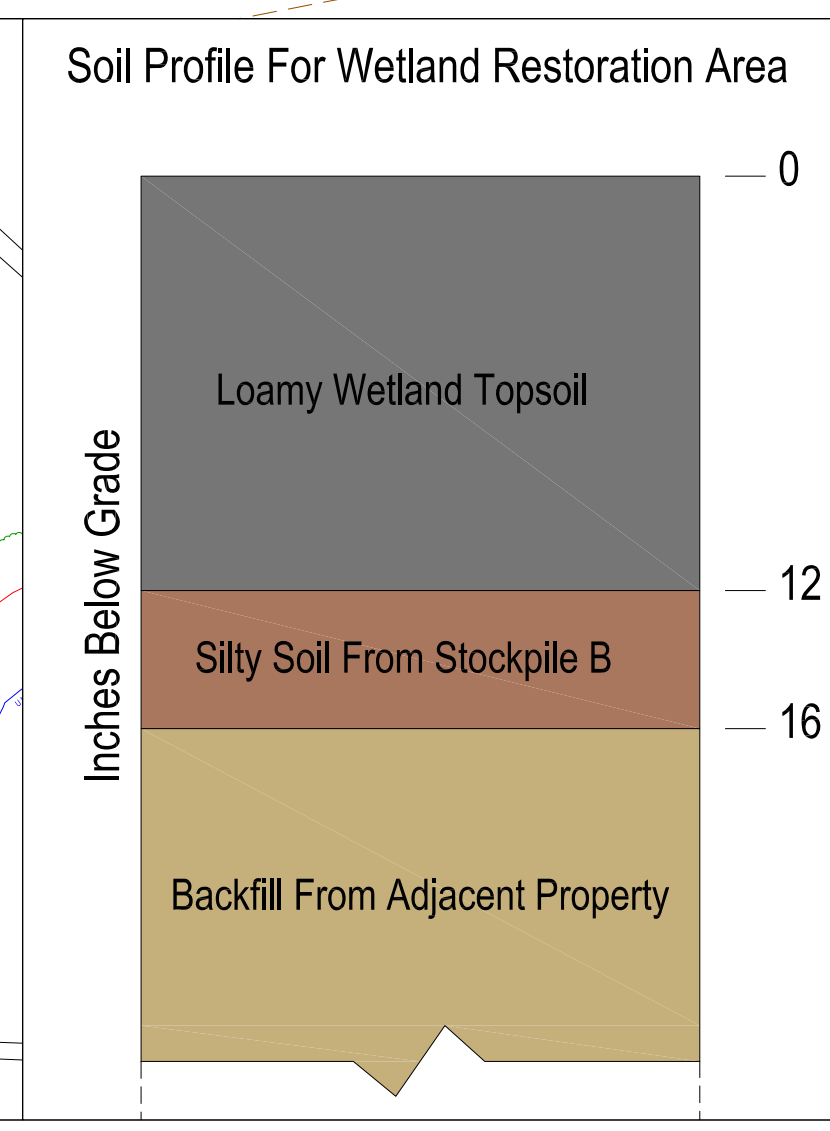 Soil Profile For Wetland Restoration Area
0
Loamy Wetland Topsoil
Inches Below Grade
12
Silty Soil From Stockpile B
16
Backfill From Adjacent Property